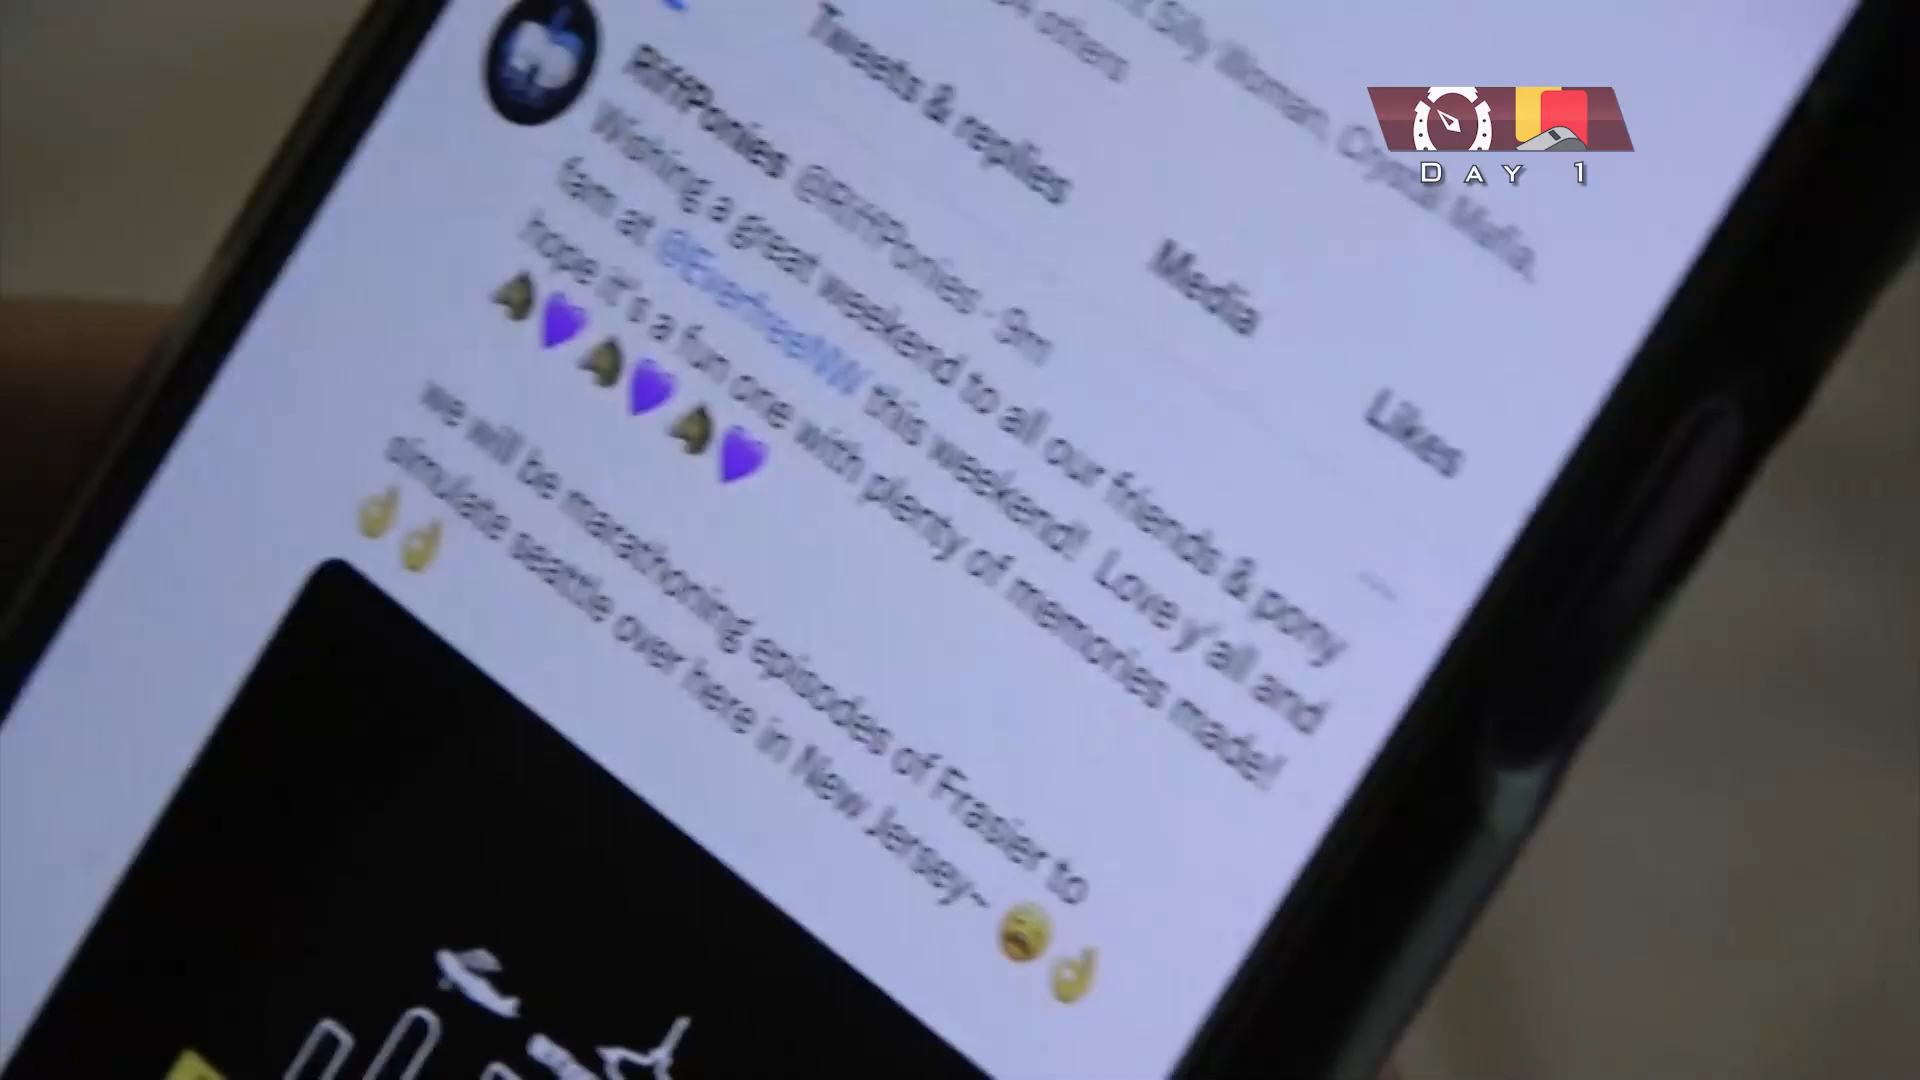 Silly Woman, Crystal Mafia,
others
Tweets & replies
Media
Likes
RiffPonies @RiffPonies · 9m
Wishing a great weekend to all our friends & pony
fam at @EverfreeNW this weekend! Love y'all and
hope it's a fun one with plenty of memories made!
we will be marathoning episodes of Frasier to
simulate seattle over here in New Jersey~
DAY 1